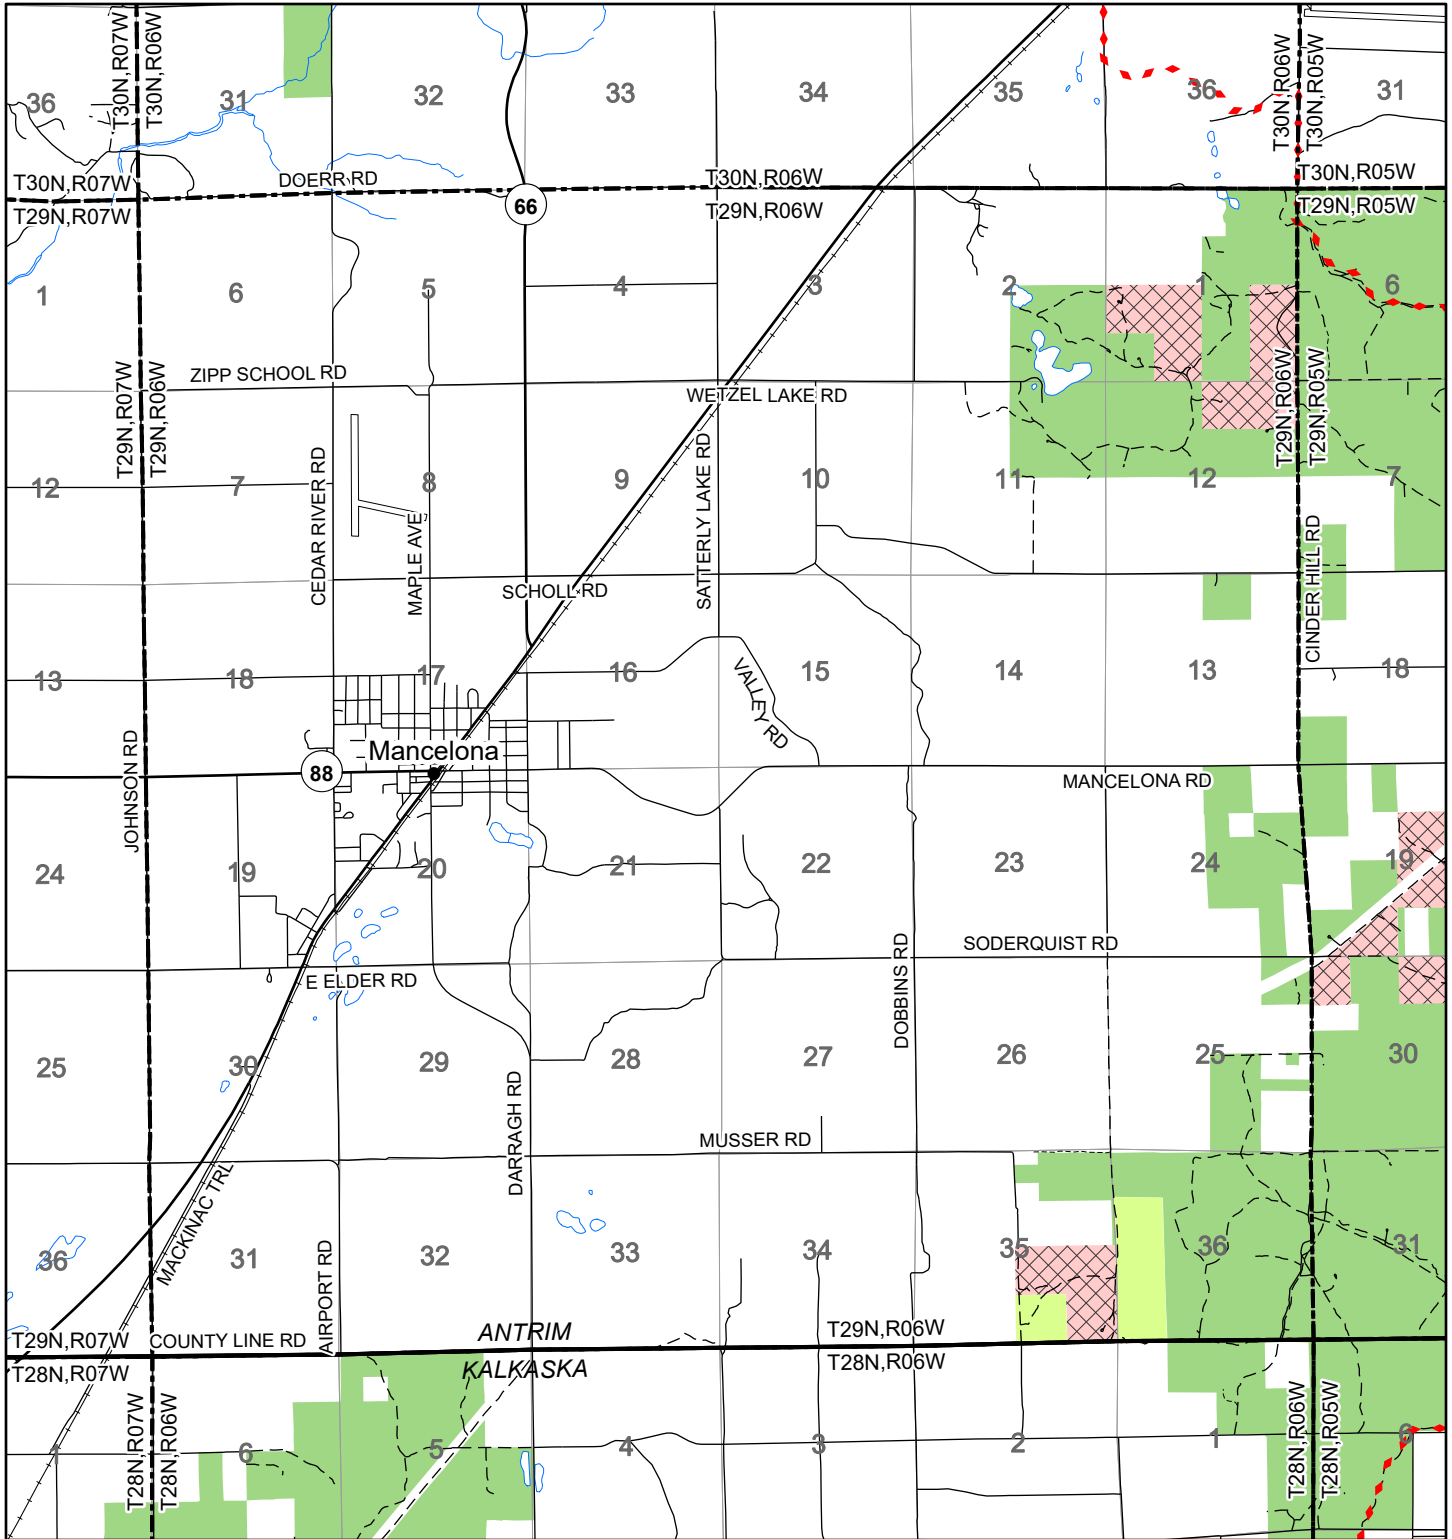 T30N,R07W
T30N,R06W
T30N,R06W
T30N,R05W
36
31
32
33
34
35
36
31
T30N,R07W
DOERR RD
T30N,R06W
T30N,R05W
T29N,R07W
66
T29N,R06W
T29N,R05W
1
6
5
4
3
2
1
6
T29N,R07W
T29N,R06W
ZIPP SCHOOL RD
WETZEL LAKE RD
T29N,R06W
T29N,R05W
12
7
8
9
10
11
12
7
CEDAR RIVER RD
MAPLE AVE
SATTERLY LAKE RD
CINDER HILL RD
SCHOLL RD
13
18
17
16
15
14
13
18
VALLEY RD
JOHNSON RD
88
Mancelona
MANCELONA RD
24
19
20
21
22
23
24
19
DOBBINS RD
SODERQUIST RD
E ELDER RD
25
30
29
28
27
26
25
30
DARRAGH RD
MUSSER RD
MACKINAC TRL
36
31
32
33
34
35
36
31
AIRPORT RD
T29N,R07W
COUNTY LINE RD
ANTRIM
T29N,R06W
T28N,R07W
KALKASKA
T28N,R06W
T28N,R07W
T28N,R06W
T28N,R06W
T28N,R05W
1
6
5
4
3
2
1
6